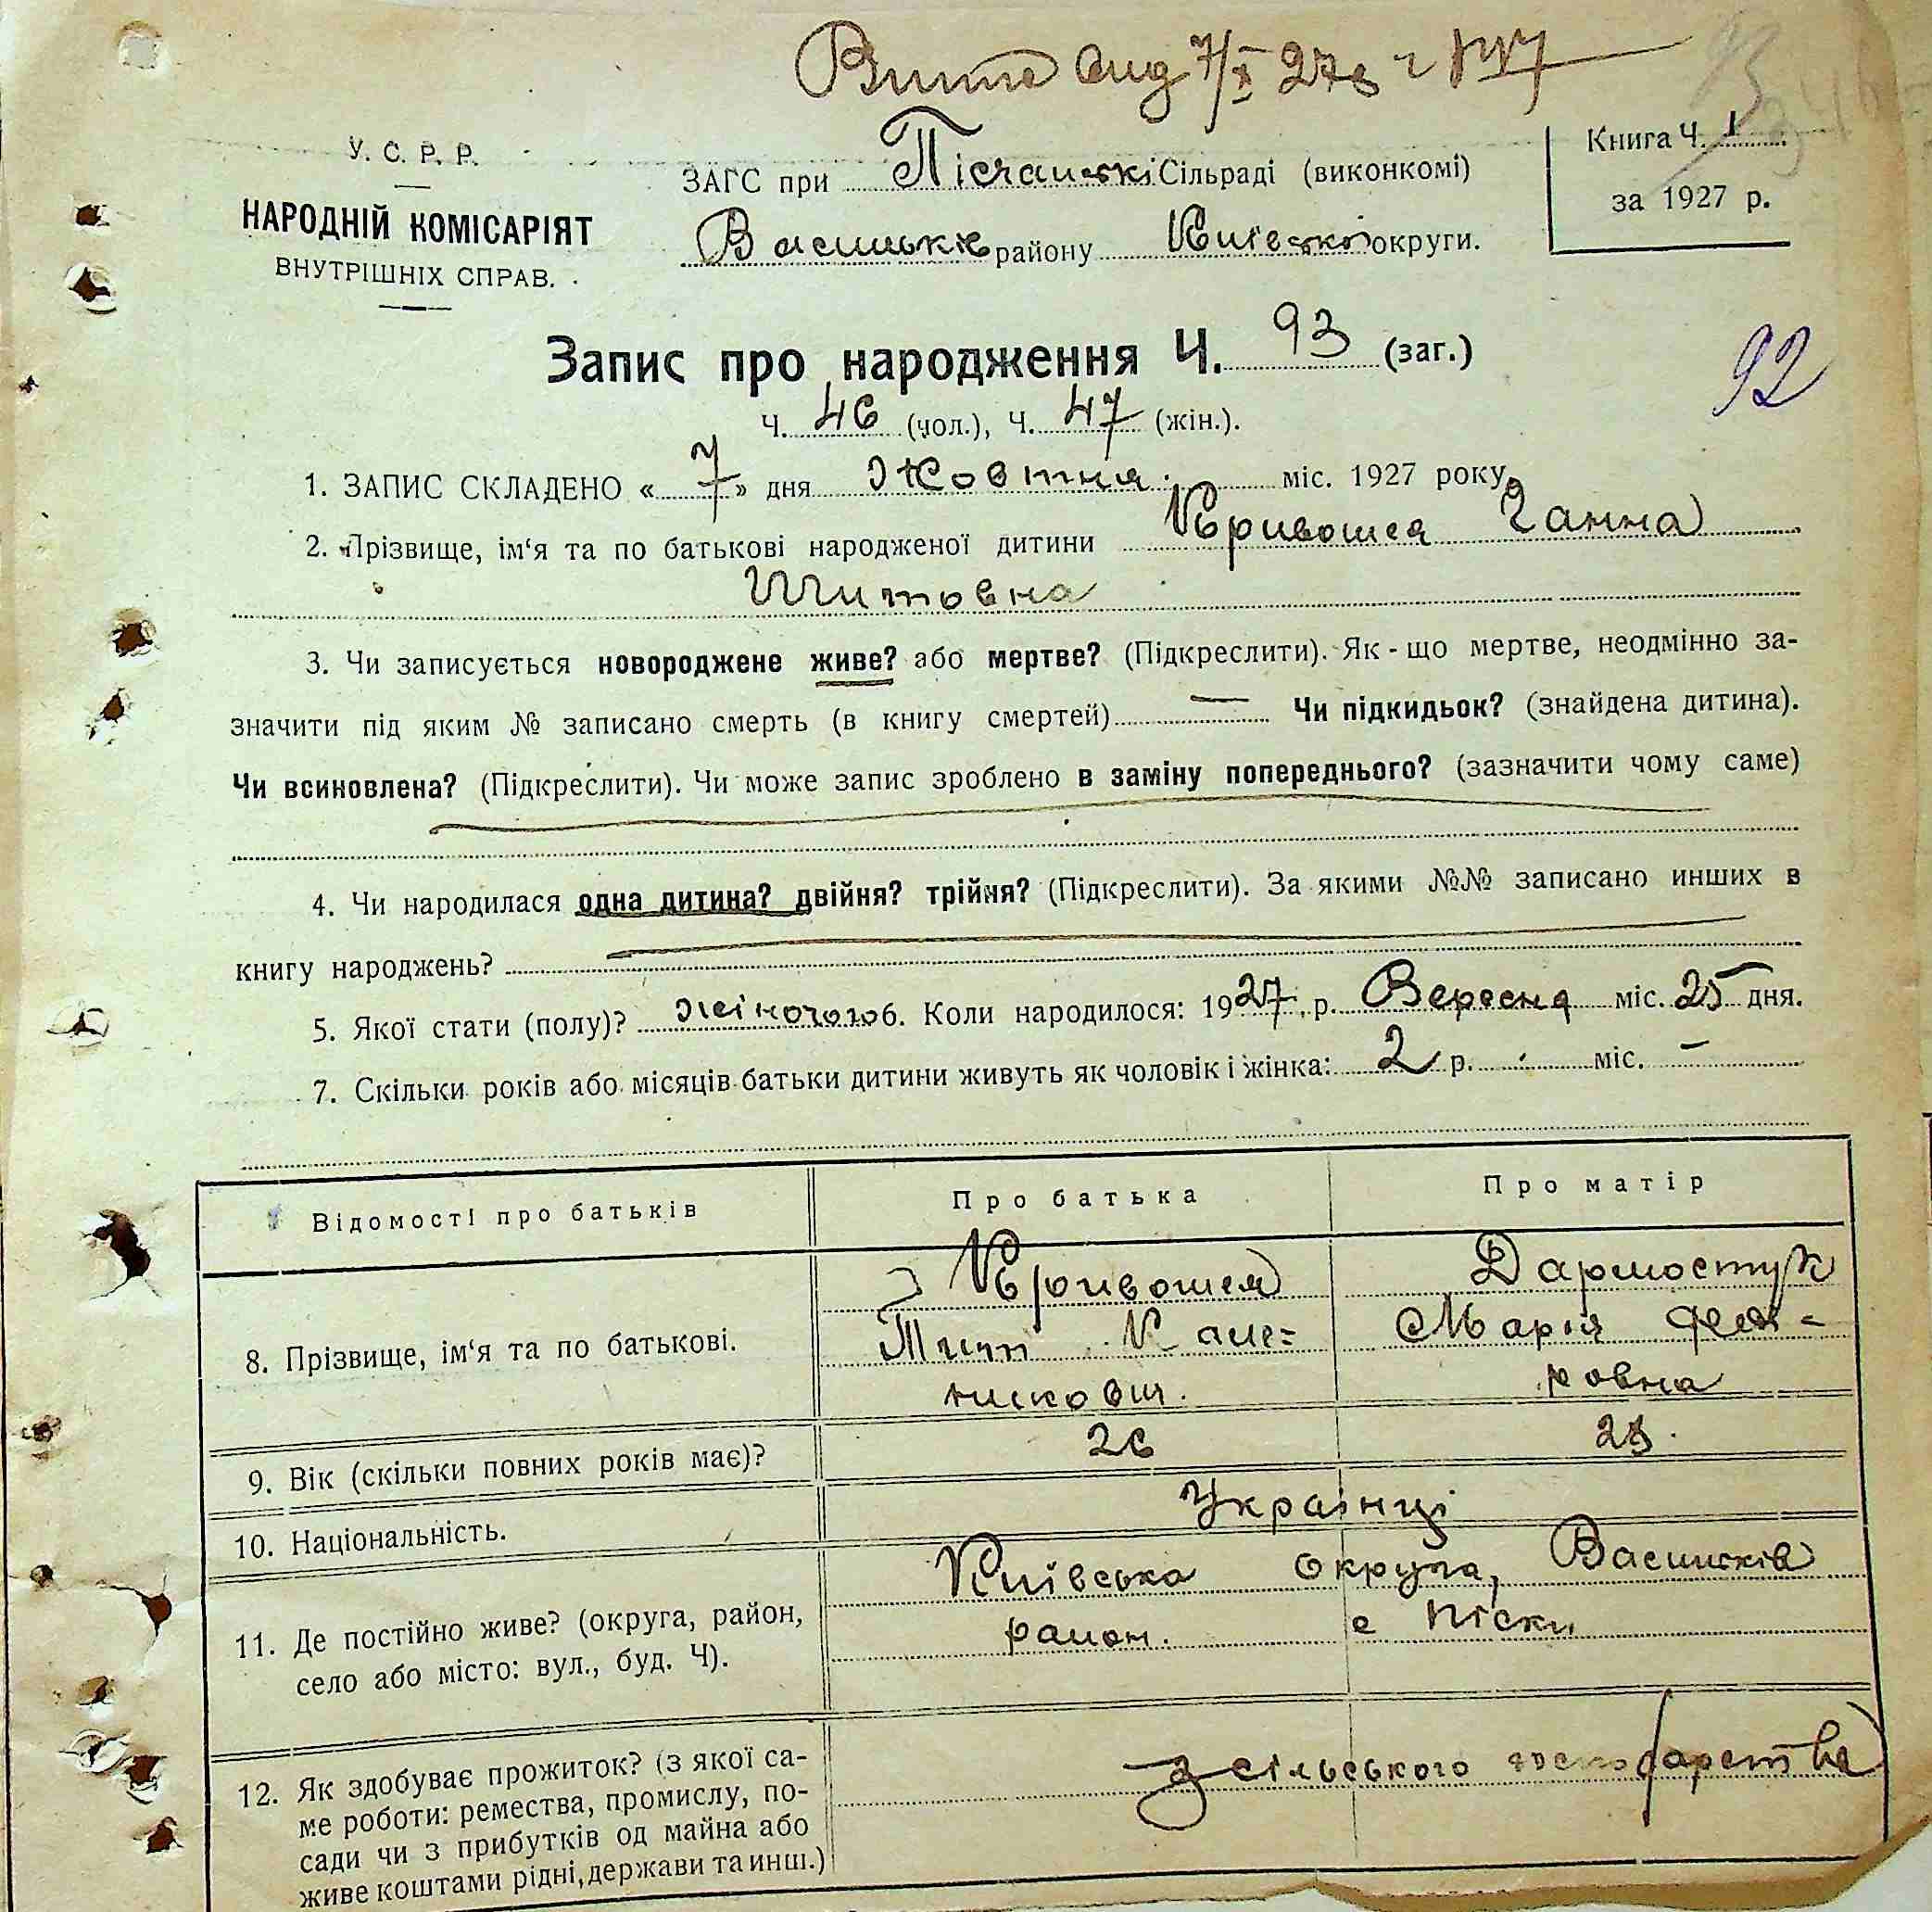 У. С. Р. Р.
НАРОДНІЙ КОМІСАРІЯТ
ВНУТРІШНІХ СПРАВ.
ЗАГС при Пісчанскі Сільраді (виконкомі)
Васильків району Київської округи.
Книга Ч. 1
за 1927 р.
Запис про народження Ч. 93 (заг.)
92
Ч. 46 (чол.), Ч. 47 (жін.).
1. ЗАПИС СКЛАДЕНО « 7 » дня Жовтня міс. 1927 року
2. Прізвище, ім‘я та по батькові народженої дитини Кривошея Ганна
Титовна
3. Чи записується новороджене живе? або мертве? (Підкреслити). Як-що мертве, неодмінно за-
значити під яким № записано смерть (в книгу смертей) — Чи підкидьок? (знайдена дитина).
Чи всиновлена? (Підкреслити). Чи може запис зроблено в заміну попереднього? (зазначити чому саме)
4. Чи народилася одна дитина? двійня? трійня? (Підкреслити). За якими №№ записано инших в
книгу народжень?
5. Якої стати (полу)? жіночого 6. Коли народилося: 1927 р. Вересня міс. 25 дня.
7. Скільки років або місяців батьки дитини живуть як чоловік і жінка: 2 р. міс. –
Відомості про батьків Про батька Про матір
8. Прізвище, ім‘я та по батькові.
Кривошея
Тит
Дармостук
Марія
ровна
9. Вік (скільки повних років має)? 26
10. Національність. Українці
11. Де постійно живе? (округа, район,
село або місто: вул., буд. Ч).
Київська округа, Васильків
район. с Піски
12. Як здобуває прожиток? (з якої са-
ме роботи: ремества, промислу, по-
сади чи з прибутків од майна або
живе коштами рідні, держави та инш.)
з сільського господарства